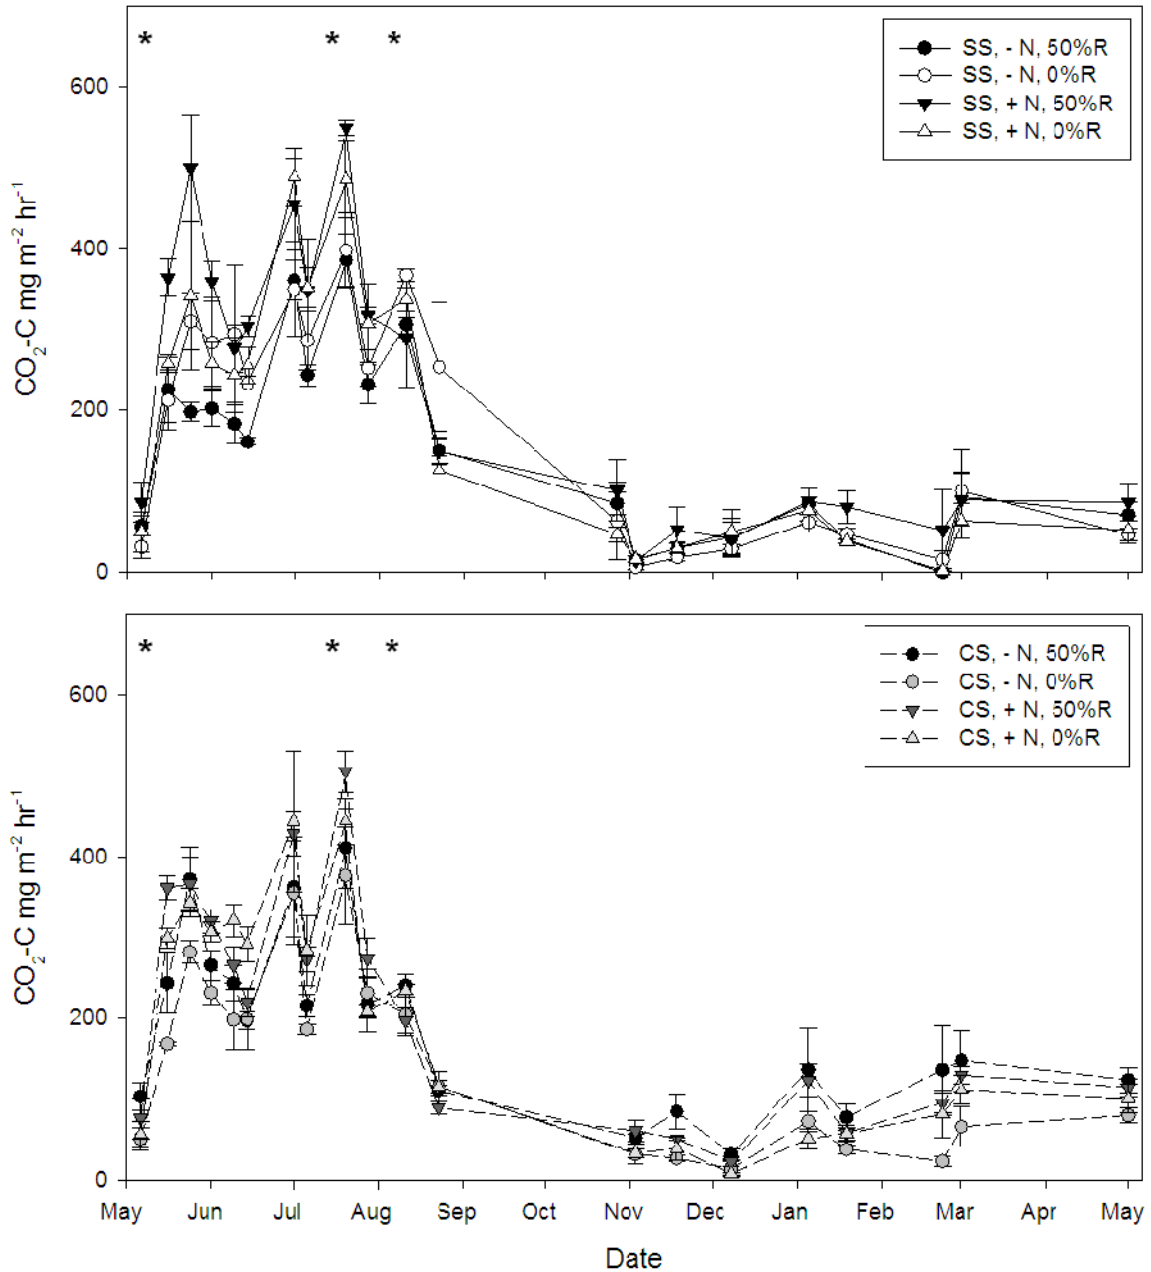 * * *
SS, - N, 50%R
SS, - N, 0%R
SS, + N, 50%R
SS, + N, 0%R
600
400
200
0
CO₂-C mg m⁻² hr⁻¹
* * *
CS, - N, 50%R
CS, - N, 0%R
CS, + N, 50%R
CS, + N, 0%R
600
400
200
0
CO₂-C mg m⁻² hr⁻¹
May Jun Jul Aug Sep Oct Nov Dec Jan Feb Mar Apr May
Date